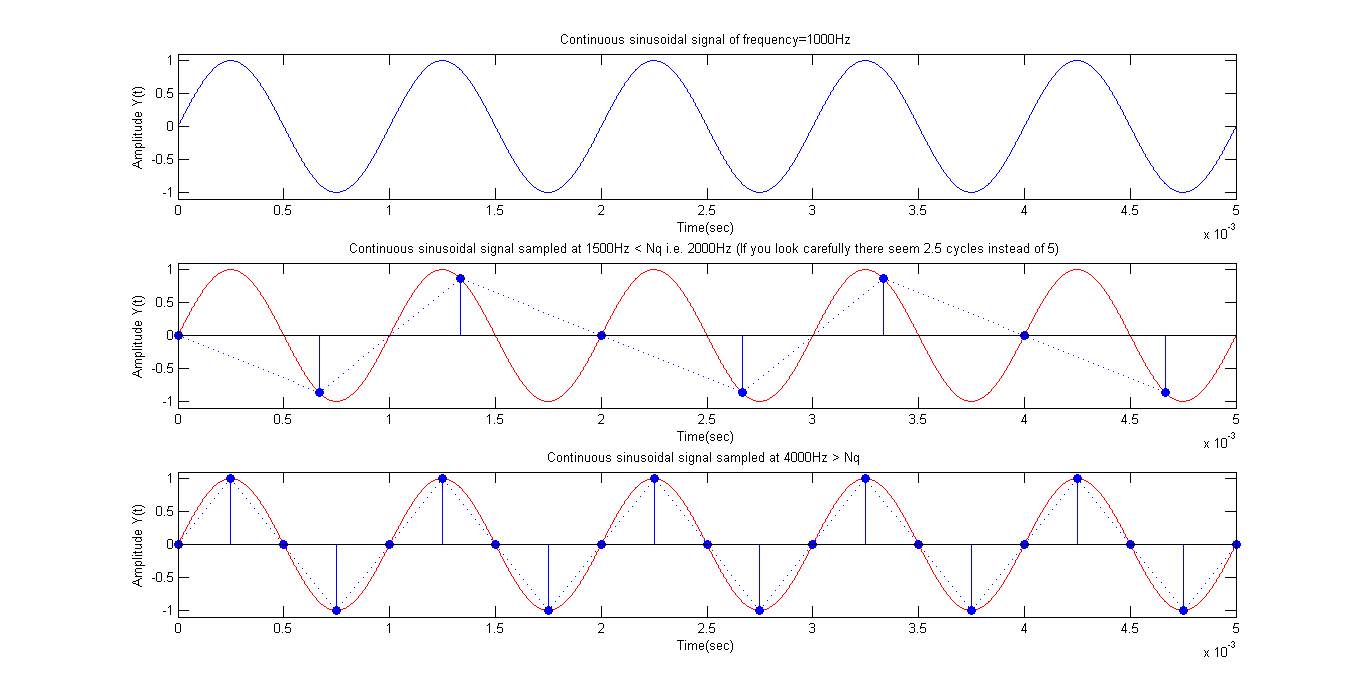 Continuous sinusoidal signal of frequency=1000Hz
1
0.5
0
-0.5
-1
Amplitude Y(t)
0 0.5 1 1.5 2 2.5 3 3.5 4 4.5 5
Time(sec)
x 10^-3
Continuous sinusoidal signal sampled at 1500Hz < Nq i.e. 2000Hz (If you look carefully there seem 2.5 cycles instead of 5)
1
0.5
0
-0.5
-1
Amplitude Y(t)
0 0.5 1 1.5 2 2.5 3 3.5 4 4.5 5
Time(sec)
x 10^-3
Continuous sinusoidal signal sampled at 4000Hz > Nq
1
0.5
0
-0.5
-1
Amplitude Y(t)
0 0.5 1 1.5 2 2.5 3 3.5 4 4.5 5
Time(sec)
x 10^-3